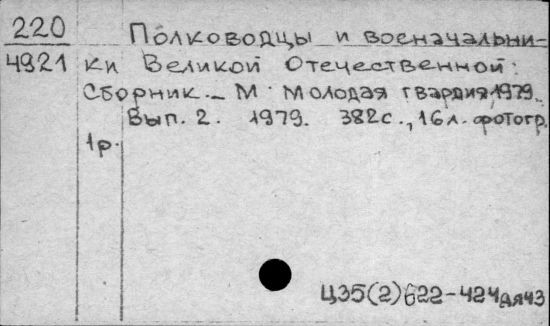 220
4921
Полководцы и военачальни-
ки Великой Отечественной:
Сборник. – М: Молодая гвардия, 1979.
Вып. 2. 1979. 382с., 16л. фотогр.
1р.
Ц35(2)622-424ая43